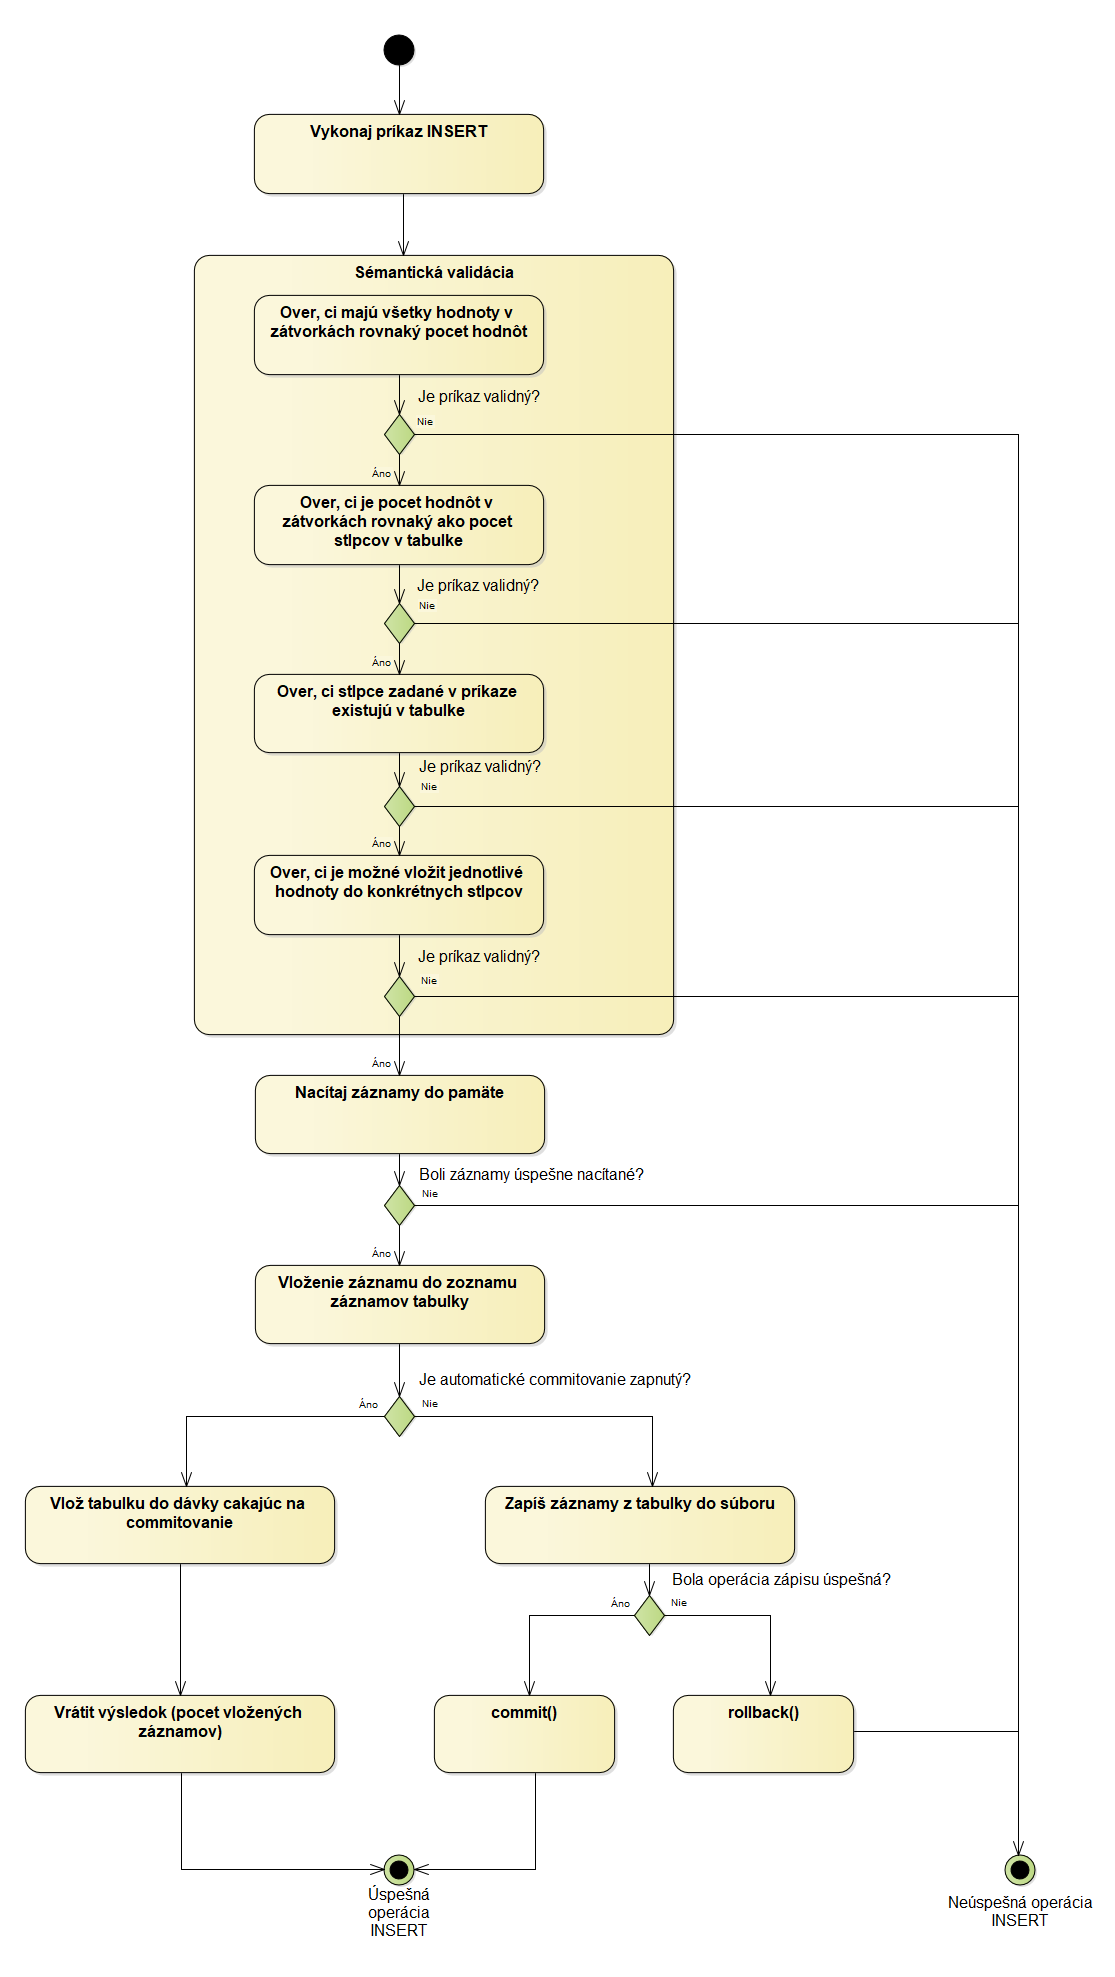 Vykonaj príkaz INSERT
Sémantická validácia
Over, ci majú všetky hodnoty v
zátvorkách rovnaký pocet hodnôt
Je príkaz validný?
Nie
Áno
Over, ci je pocet hodnôt v
zátvorkách rovnaký ako pocet
stlpcov v tabulke
Je príkaz validný?
Nie
Áno
Over, ci stlpce zadané v príkaze
existujú v tabulke
Je príkaz validný?
Nie
Áno
Over, ci je možné vložit jednotlivé
hodnoty do konkrétnych stlpcov
Je príkaz validný?
Nie
Áno
Nacítaj záznamy do pamäte
Boli záznamy úspešne nacítané?
Nie
Áno
Vloženie záznamu do zoznamu
záznamov tabulky
Je automatické commitovanie zapnutý?
Áno
Nie
Vlož tabulku do dávky cakajúc na
commitovanie
Zapíš záznamy z tabulky do súboru
Bola operácia zápisu úspešná?
Áno
Nie
Vrátit výsledok (pocet vložených
záznamov)
commit()
rollback()
Úspešná
operácia
INSERT
Neúspešná operácia
INSERT